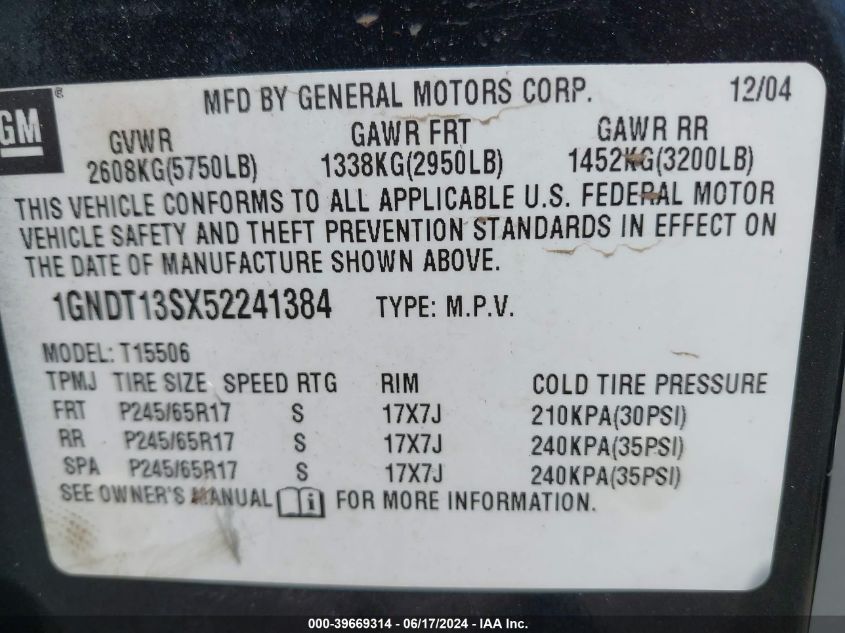 GM ® MFD BY GENERAL MOTORS CORP. 12/04
GVWR GAWR FRT GAWR RR
2608KG(5750LB) 1338KG(2950LB) 1452KG(3200LB)
THIS VEHICLE CONFORMS TO ALL APPLICABLE U.S. FEDERAL MOTOR
VEHICLE SAFETY AND THEFT PREVENTION STANDARDS IN EFFECT ON
THE DATE OF MANUFACTURE SHOWN ABOVE.
1GNDT13SX52241384 TYPE: M.P.V.
MODEL: T15506
TPMJ TIRE SIZE SPEED RTG RIM COLD TIRE PRESSURE
FRT P245/65R17 S 17X7J 210KPA(30PSI)
RR P245/65R17 S 17X7J 240KPA(35PSI)
SPA P245/65R17 S 17X7J 240KPA(35PSI)
SEE OWNER'S MANUAL i FOR MORE INFORMATION.
000-39669314 / 06/17/2024 - IAA Inc.